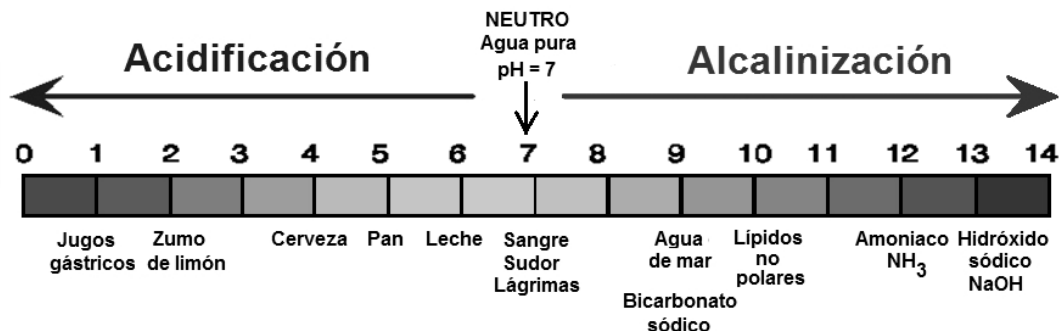 NEUTRO
Agua pura
pH = 7
Acidificación
Alcalinización
0 1 2 3 4 5 6 7 8 9 10 11 12 13 14
Jugos
gástricos
Zumo
de limón
Cerveza
Pan
Leche
Sangre
Sudor
Lágrimas
Agua
de mar
Bicarbonato
sódico
Lípidos
no
polares
Amoniaco
NH3
Hidróxido
sódico
NaOH